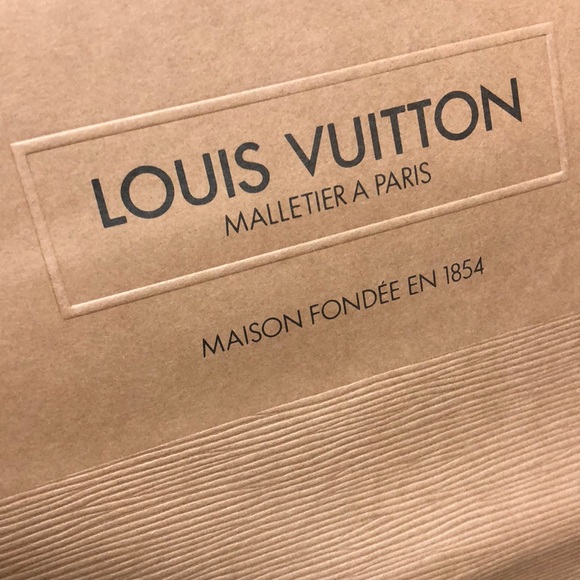 LOUIS VUITTON
MALLETIER A PARIS
MAISON FONDÉE EN 1854